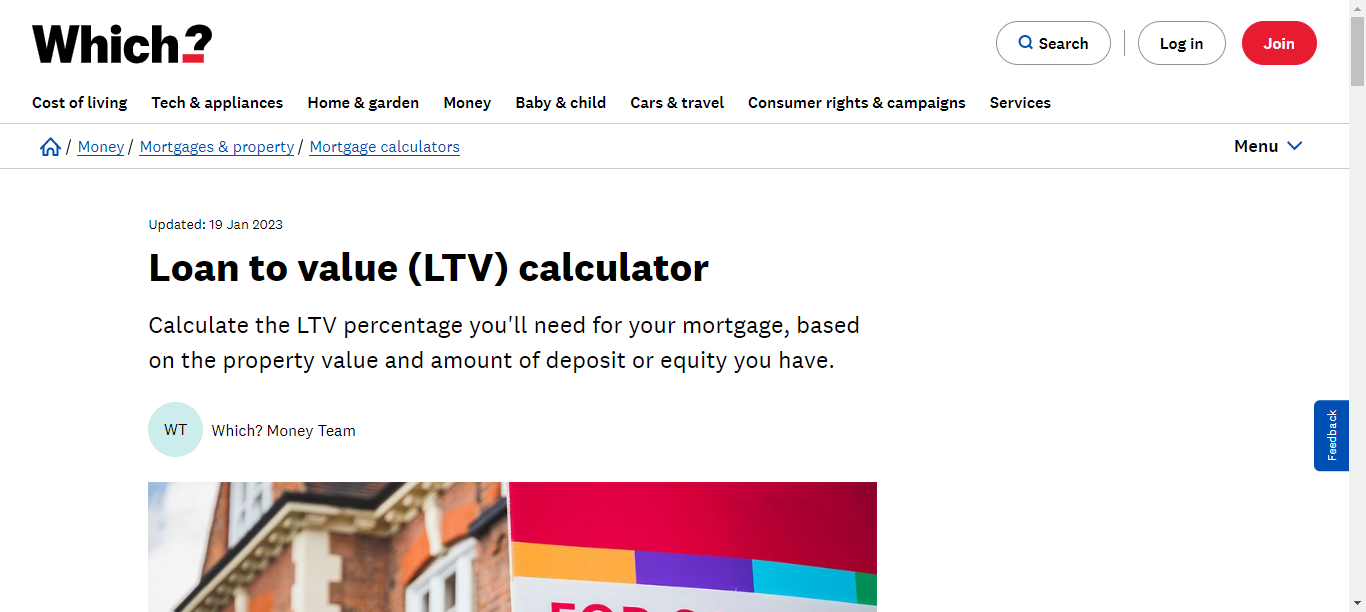 Which?
Search
Log in
Join
Cost of living Tech & appliances Home & garden Money Baby & child Cars & travel Consumer rights & campaigns Services
/ Money / Mortgages & property / Mortgage calculators
Menu
Updated: 19 Jan 2023
Loan to value (LTV) calculator
Calculate the LTV percentage you'll need for your mortgage, based
on the property value and amount of deposit or equity you have.
WT
Which? Money Team
Feedback
FOR